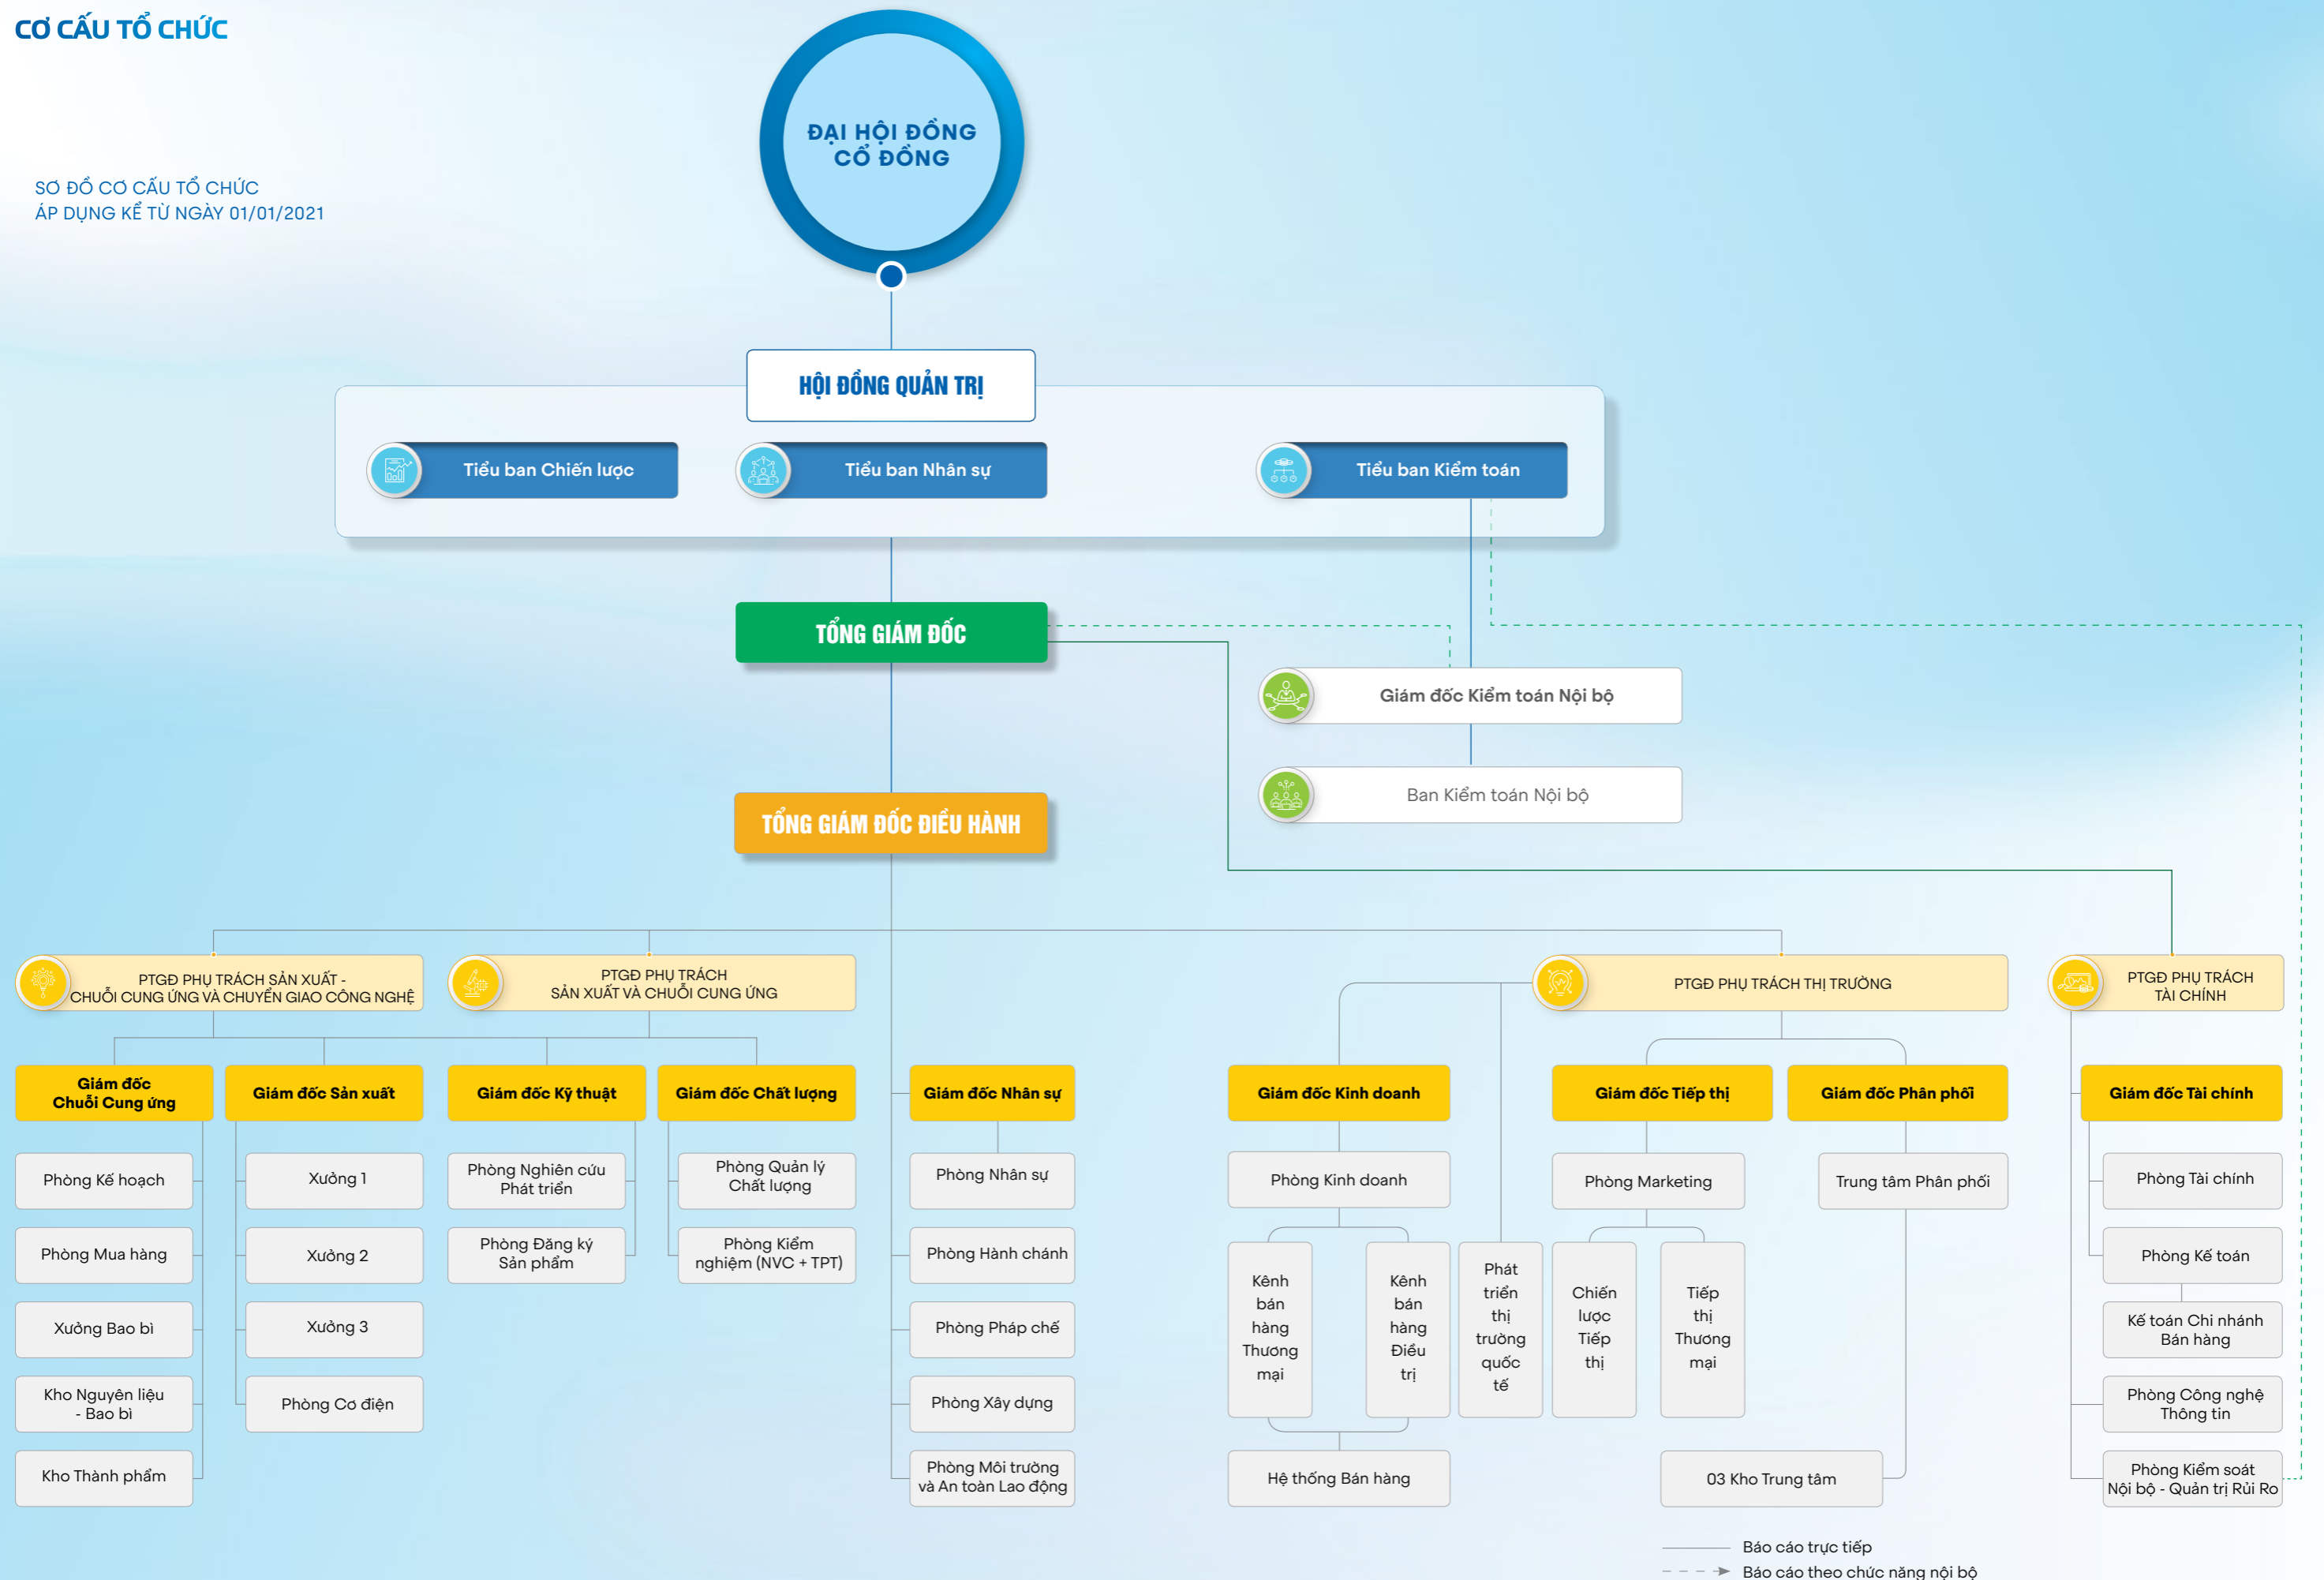 CƠ CẤU TỔ CHỨC
SƠ ĐỒ CƠ CẤU TỔ CHỨC
ÁP DỤNG KỂ TỪ NGÀY 01/01/2021
ĐẠI HỘI ĐỒNG
CỔ ĐÔNG
HỘI ĐỒNG QUẢN TRỊ
Tiểu ban Chiến lược
Tiểu ban Nhân sự
Tiểu ban Kiểm toán
TỔNG GIÁM ĐỐC
Giám đốc Kiểm toán Nội bộ
Ban Kiểm toán Nội bộ
TỔNG GIÁM ĐỐC ĐIỀU HÀNH
PTGĐ PHỤ TRÁCH SẢN XUẤT -
CHUỖI CUNG ỨNG VÀ CHUYỂN GIAO CÔNG NGHỆ
PTGĐ PHỤ TRÁCH
SẢN XUẤT VÀ CHUỖI CUNG ỨNG
PTGĐ PHỤ TRÁCH THỊ TRƯỜNG
PTGĐ PHỤ TRÁCH
TÀI CHÍNH
Giám đốc
Chuỗi Cung ứng
Giám đốc Sản xuất
Giám đốc Kỹ thuật
Giám đốc Chất lượng
Giám đốc Nhân sự
Giám đốc Kinh doanh
Giám đốc Tiếp thị
Giám đốc Phân phối
Giám đốc Tài chính
Phòng Kế hoạch
Phòng Mua hàng
Xưởng Bao bì
Kho Nguyên liệu
- Bao bì
Kho Thành phẩm
Xưởng 1
Xưởng 2
Xưởng 3
Phòng Cơ điện
Phòng Nghiên cứu
Phát triển
Phòng Đăng ký
Sản phẩm
Phòng Quản lý
Chất lượng
Phòng Kiểm
nghiệm (NVC + TPT)
Phòng Nhân sự
Phòng Hành chánh
Phòng Pháp chế
Phòng Xây dựng
Phòng Môi trường
và An toàn Lao động
Phòng Kinh doanh
Kênh
bán
hàng
Thương
mại
Kênh
bán
hàng
Điều
trị
Hệ thống Bán hàng
Phát
triển
thị
trường
quốc
tế
Phòng Marketing
Chiến
lược
Tiếp
thị
Tiếp
thị
Thương
mại
Trung tâm Phân phối
03 Kho Trung tâm
Phòng Tài chính
Phòng Kế toán
Kế toán Chi nhánh
Bán hàng
Phòng Công nghệ
Thông tin
Phòng Kiểm soát
Nội bộ - Quản trị Rủi Ro
Báo cáo trực tiếp
Báo cáo theo chức năng nội bộ